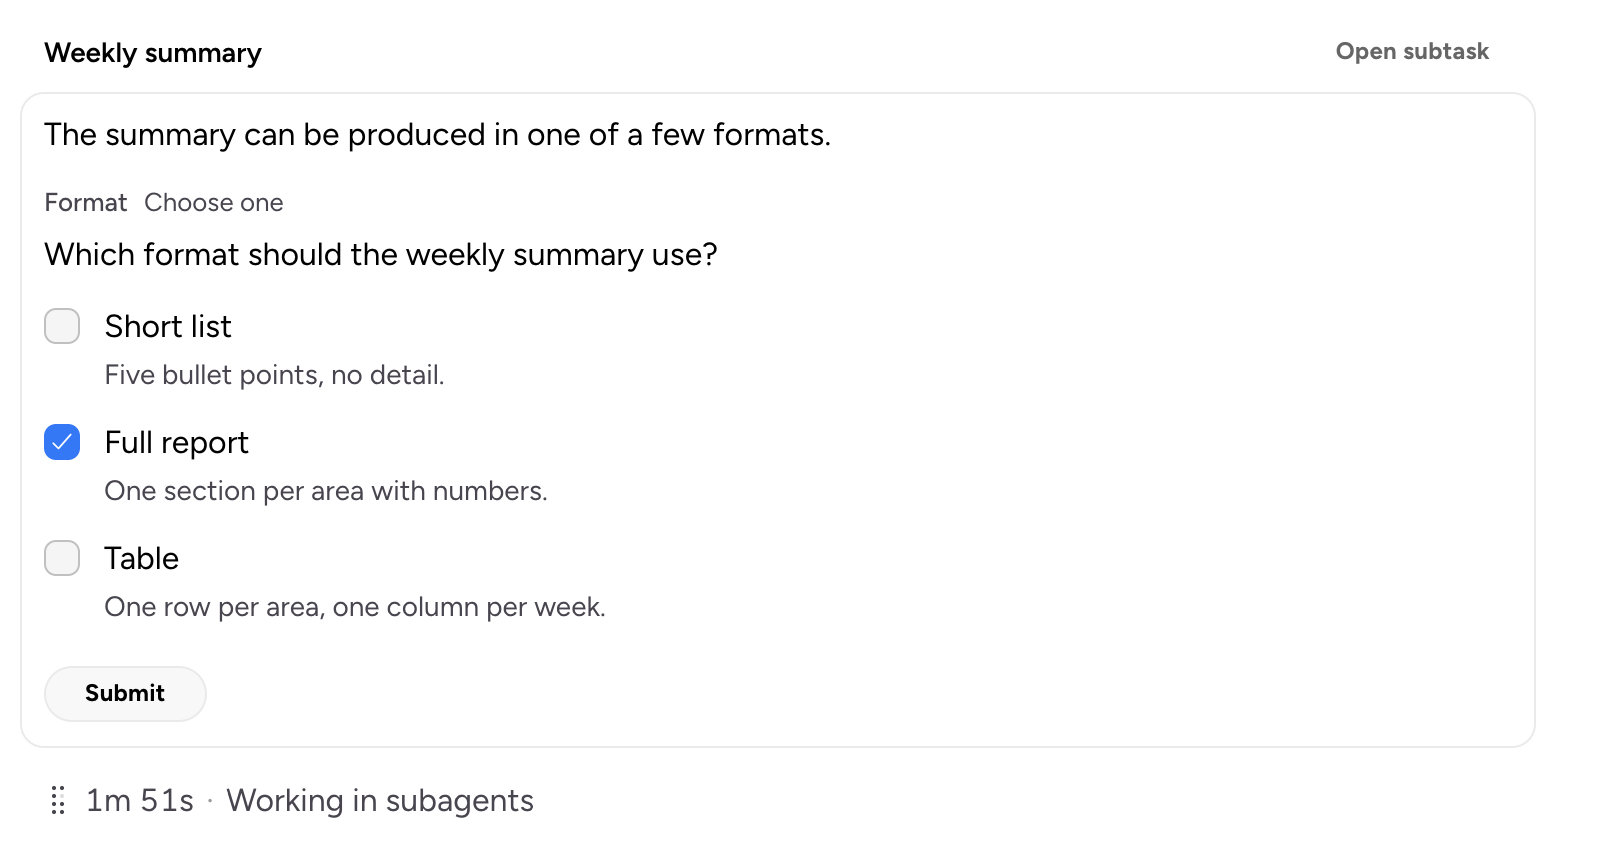 Weekly summary
Open subtask
The summary can be produced in one of a few formats.
Format Choose one
Which format should the weekly summary use?
Short list
Five bullet points, no detail.
Full report
One section per area with numbers.
Table
One row per area, one column per week.
Submit
1m 51s · Working in subagents